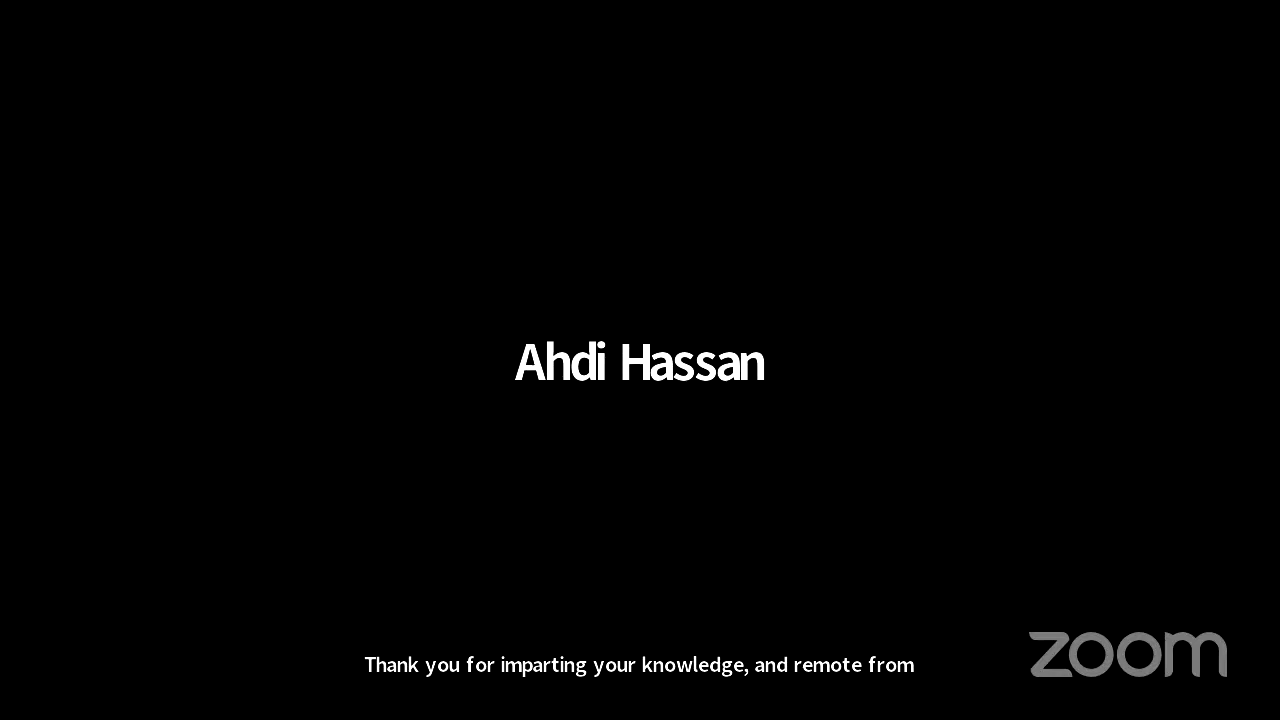 Ahdi Hassan
Thank you for imparting your knowledge, and remote from
zoom